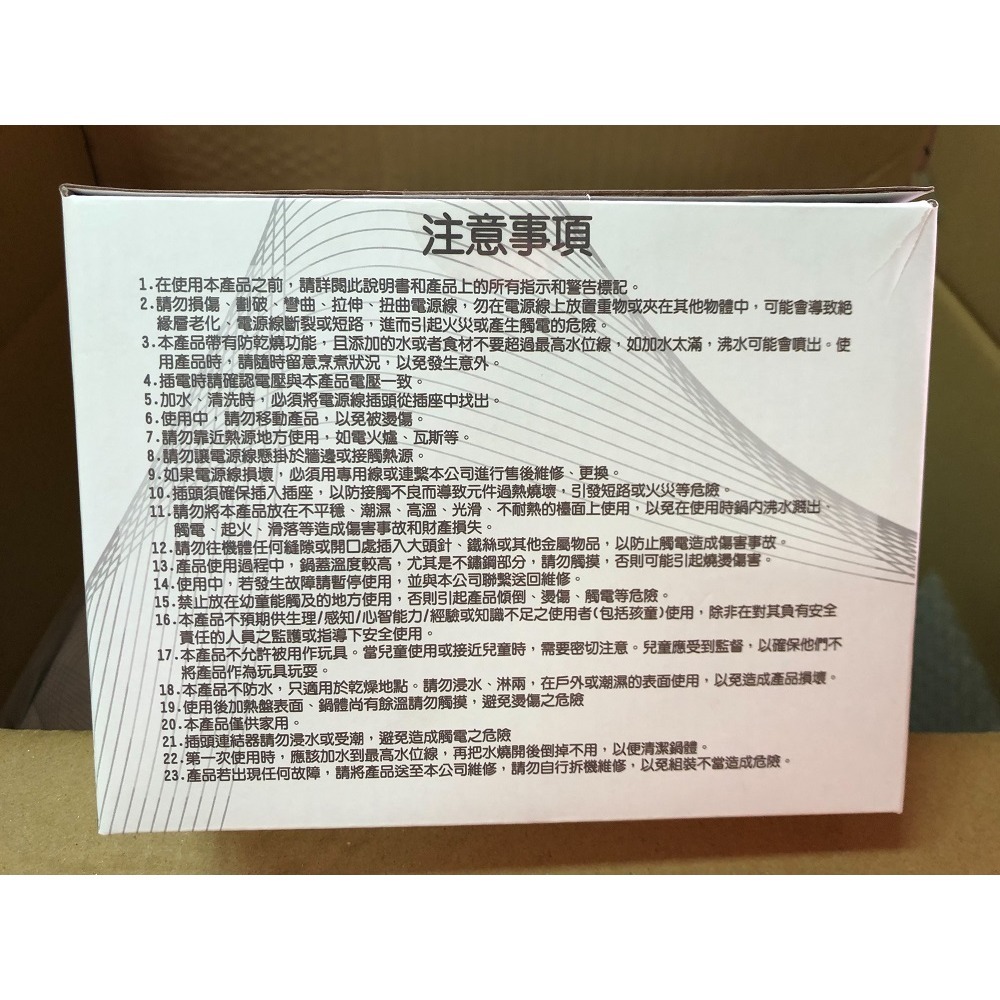 注意事項
1.在使用本產品之前，請詳閱此說明書和產品上的所有指示和警告標記。
2.請勿損傷、劃破、彎曲、拉伸、扭曲電源線，勿在電源線上放置重物或夾在其他物體中，可能會導致絕
緣層老化、電源線斷裂或短路，進而引起火災或產生觸電的危險。
3.本產品帶有防乾燒功能，且添加的水或者食材不要超過最高水位線，如加水太滿，沸水可能會噴出。使
用產品時，請隨時留意烹煮狀況，以免發生意外。
4.插電時請確認電壓與本產品電壓一致。
5.加水、清洗時，必須將電源線插頭從插座中找出。
6.使用中，請勿移動產品，以免被燙傷。
7.請勿靠近熱源地方使用，如電火爐、瓦斯等。
8.請勿讓電源線懸掛於牆邊或接觸熱源。
9.如果電源線損壞，必須用專用線或連繫本公司進行售後維修、更換。
10.插頭須確保插入插座，以防接觸不良而導致元件過熱燒壞，引發短路或火災等危險。
11.請勿將本產品放在不平穩、潮濕、高溫、光滑、不耐熱的檯面上使用，以免在使用時鍋内沸水濺出、
觸電、起火、滑落等造成傷害事故和財產損失。
12.請勿往機體任何縫隙或開口處插入大頭針、鐵絲或其他金屬物品，以防止觸電造成傷害事故。
13.產品使用過程中，鍋蓋溫度較高，尤其是不鏽鋼部分，請勿觸摸，否則可能引起燒燙傷害。
14.使用中，若發生故障請暫停使用，並與本公司聯繫送回維修。
15.禁止放在幼童能觸及的地方使用，否則引起產品傾倒、燙傷、觸電等危險。
16.本產品不預期供生理/感知/心智能力/經驗或知識不足之使用者(包括孩童)使用，除非在對其負有安全
責任的人員之監護或指導下安全使用。
17.本產品不允許被用作玩具。當兒童使用或接近兒童時，需要密切注意。兒童應受到監督，以確保他們不
將產品作為玩具玩耍。
18.本產品不防水，只適用於乾燥地點。請勿浸水、淋兩，在戶外或潮濕的表面使用，以免造成產品損壞。
19.使用後加熱盤表面、鍋體尚有餘溫請勿觸摸，避免燙傷之危險
20.本產品僅供家用。
21.插頭連結器請勿浸水或受潮，避免造成觸電之危險
22.第一次使用時，應該加水到最高水位線，再把水燒開後倒掉不用，以便清潔鍋體。
23.產品若出現任何故障，請將產品送至本公司維修，請勿自行拆機維修，以免組裝不當造成危險。